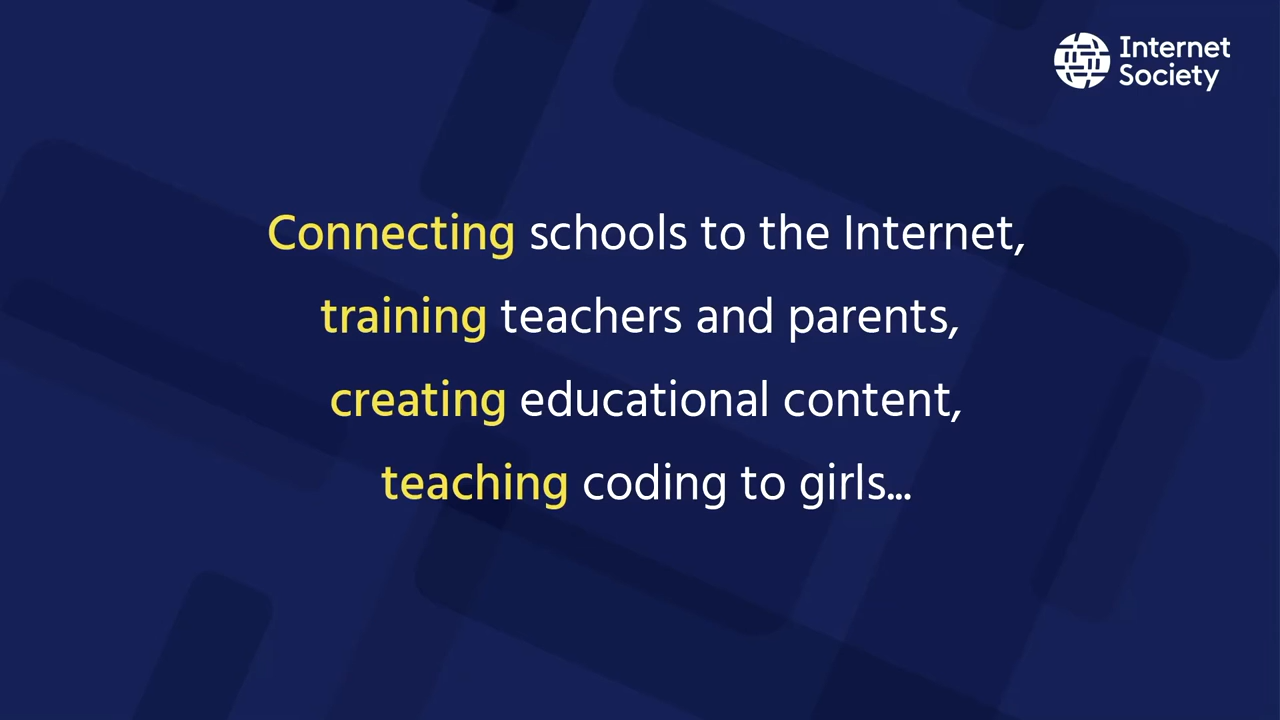 Internet
Society
Connecting schools to the Internet,
training teachers and parents,
creating educational content,
teaching coding to girls...